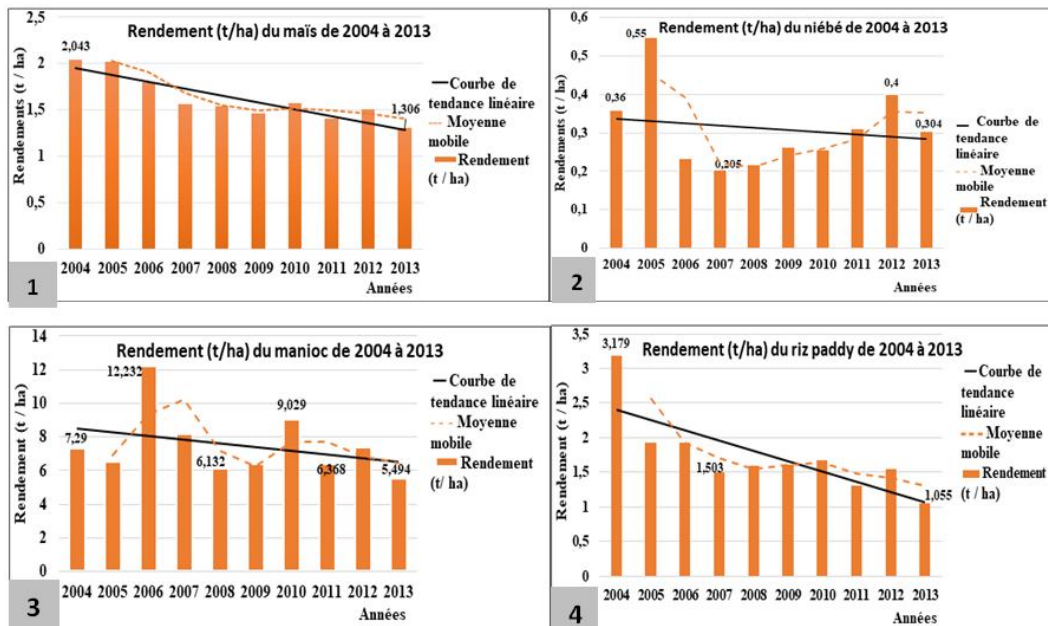 Rendement (t/ha) du maïs de 2004 à 2013
Rendements (t / ha)
2,5
2
1,5
1
0,5
0
2,043
1,306
2004 2005 2006 2007 2008 2009 2010 2011 2012 2013
Années
Courbe de
tendance linéaire
Moyenne
mobile
Rendement
(t / ha)
1
Rendement (t/ha) du niébé de 2004 à 2013
Rendements (t / ha)
0,6
0,5
0,4
0,3
0,2
0,1
0
0,36
0,55
0,205
0,4
0,304
2004 2005 2006 2007 2008 2009 2010 2011 2012 2013
Années
Courbe de
tendance
linéaire
Moyenne
mobile
Rendement
(t / ha)
2
Rendement (t/ha) du manioc de 2004 à 2013
Rendement (t / ha)
14
12
10
8
6
4
2
0
7,29
12,232
6,132
9,029
6,368
5,494
2004 2005 2006 2007 2008 2009 2010 2011 2012 2013
Années
Courbe de
tendance linéaire
Moyenne
mobile
Rendement
(t/ ha)
3
Rendement (t/ha) du riz paddy de 2004 à 2013
Rendement (t / ha)
3,5
3
2,5
2
1,5
1
0,5
0
3,179
1,503
1,055
2004 2005 2006 2007 2008 2009 2010 2011 2012 2013
Années
Courbe de
tendance
linéaire
Moyenne
mobile
Rendement
(t / ha)
4